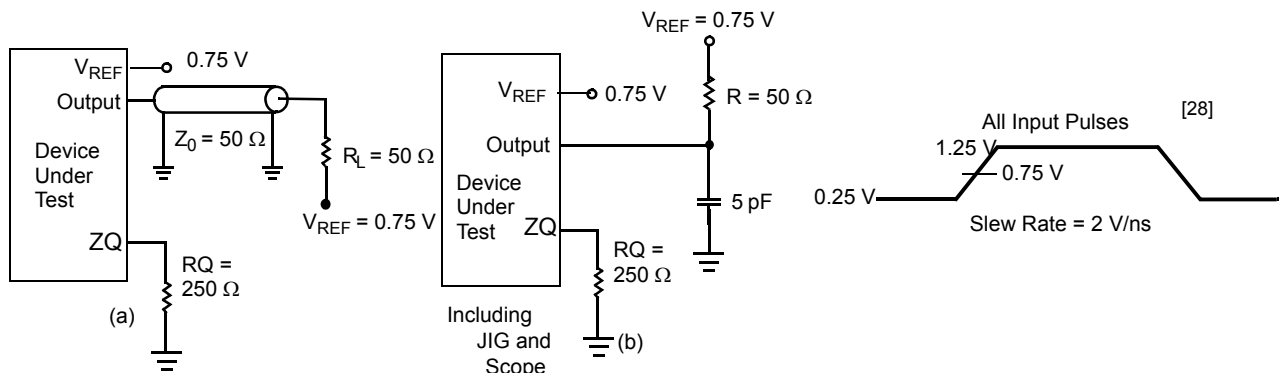 V_REF
0.75 V
Output
Z_0 = 50 Ω
Device
Under
Test
R_L = 50 Ω
V_REF = 0.75 V
ZQ
RQ =
250 Ω
(a)
V_REF = 0.75 V
V_REF
0.75 V
R = 50 Ω
Output
Device
Under
Test
5 pF
ZQ
RQ =
250 Ω
Including
JIG and
Scope
(b)
[28]
All Input Pulses
1.25 V
0.75 V
0.25 V
Slew Rate = 2 V/ns